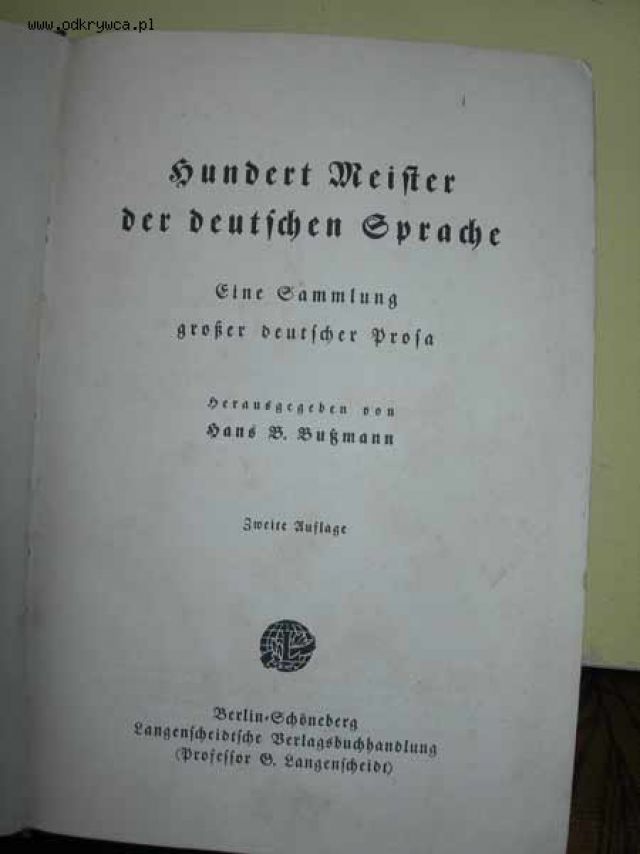 www.odkrywca.pl
Hundert Meiſter
der deutſchen Sprache
Eine Sammlung
großer deutſcher Proſa
Herausgegeben von
Hans B. Bußmann
Zweite Auflage
Berlin-Schöneberg
Langenſcheidtſche Verlagsbuchhandlung
(Profeſſor G. Langenſcheidt)